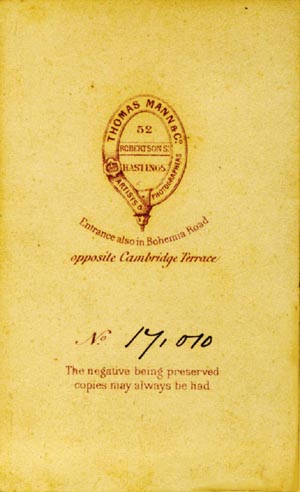 THOMAS MANN & Co.
52
ROBERTSON St.
HASTINGS.
ARTISTS & PHOTOGRAPHERS
Entrance also in Bohemia Road
opposite Cambridge Terrace
No 17,010
The negative being preserved
copies may always be had